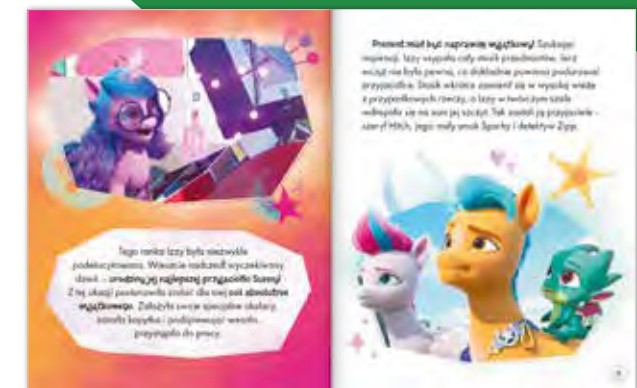 Tego ranka Izzy była niezwykle
podekscytowana. Wreszcie nadszedł wyczekiwany
dzień – urodziny jej najlepszej przyjaciółki Sunny!
Z tej okazji postanowiła zrobić dla niej coś absolutnie
wyjątkowego. Założyła swoje specjalne okulary,
zatarła kopytka i podśpiewując wesoło,
przystąpiła do pracy.
Prezent miał być naprawdę wyjątkowy! Szukając
inspiracji, Izzy usypała cały stosik przedmiotów, lecz
wciąż nie była pewna, co dokładnie powinna podarować
przyjaciółce. Stosik wkrótce zamienił się w wysoką wieżę
z przypadkowych rzeczy, a Izzy w twórczym szale
wdrapała się na sam jej szczyt. Tak zastali ją przyjaciele –
szeryf Hitch, jego mały smok Sparky i detektyw Zipp.